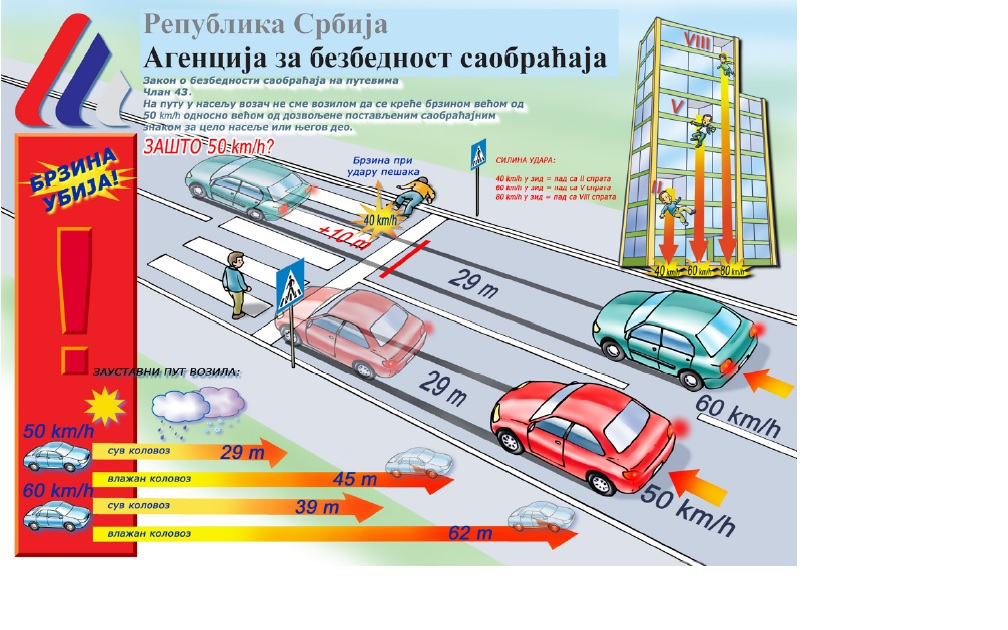 Република Србија
Агенција за безбедност саобраћаја
Закон о безбедности саобраћаја на путевима
Члан 43.
На путу у насељу возач не сме возилом да се креће брзином већом од
50 km/h односно већом од дозвољене постављеним саобраћајним
знаком за цело насеље или његов део.
ЗАШТО 50 km/h?
БРЗИНА
УБИЈА!
!
Брзина при
удару пешака
40 km/h
+10 m
СИЛИНА УДАРА:
40 km/h у зид = пад са II спрата
60 km/h у зид = пад са V спрата
80 km/h у зид = пад са VIII спрата
VIII
V
II
40 km/h 60 km/h 80 km/h
29 m
60 km/h
29 m
50 km/h
ЗАУСТАВНИ ПУТ ВОЗИЛА:
50 km/h
сув коловоз 29 m
влажан коловоз 45 m
60 km/h
сув коловоз 39 m
влажан коловоз 62 m